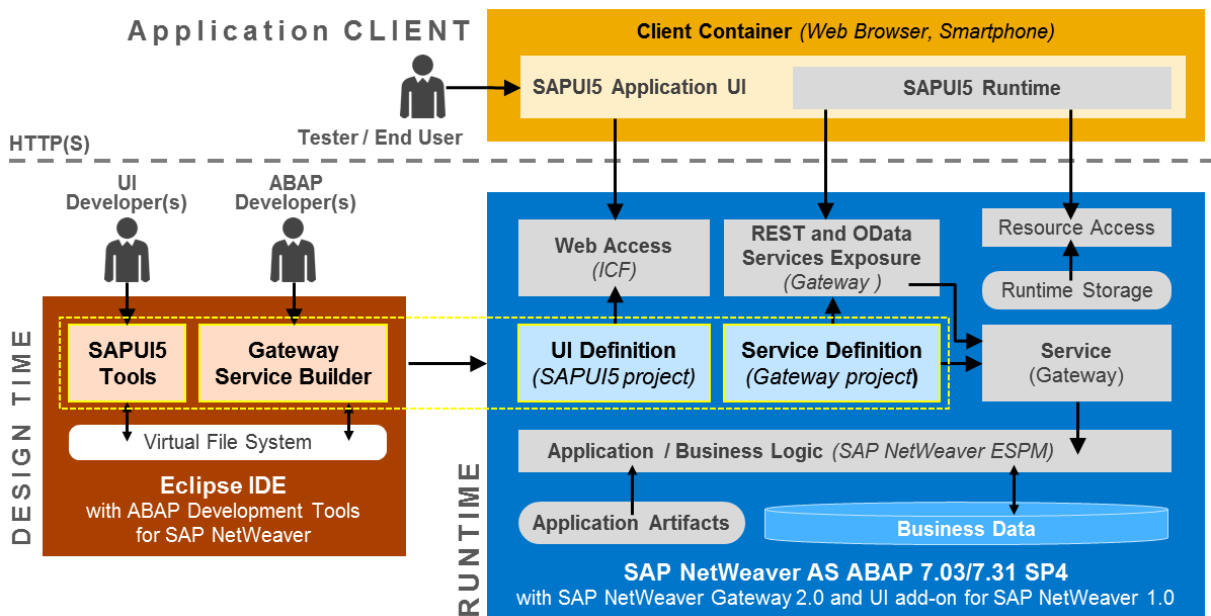 Application CLIENT
Client Container (Web Browser, Smartphone)
SAPUI5 Application UI
SAPUI5 Runtime
Tester / End User
HTTP(S)
UI
Developer(s)
ABAP
Developer(s)
DESIGN TIME
SAPUI5
Tools
Gateway
Service Builder
Virtual File System
Eclipse IDE
with ABAP Development Tools
for SAP NetWeaver
RUNTIME
Web Access
(ICF)
REST and OData
Services Exposure
(Gateway )
Resource Access
Runtime Storage
UI Definition
(SAPUI5 project)
Service Definition
(Gateway project)
Service
(Gateway)
Application / Business Logic (SAP NetWeaver ESPM)
Application Artifacts
Business Data
SAP NetWeaver AS ABAP 7.03/7.31 SP4
with SAP NetWeaver Gateway 2.0 and UI add-on for SAP NetWeaver 1.0